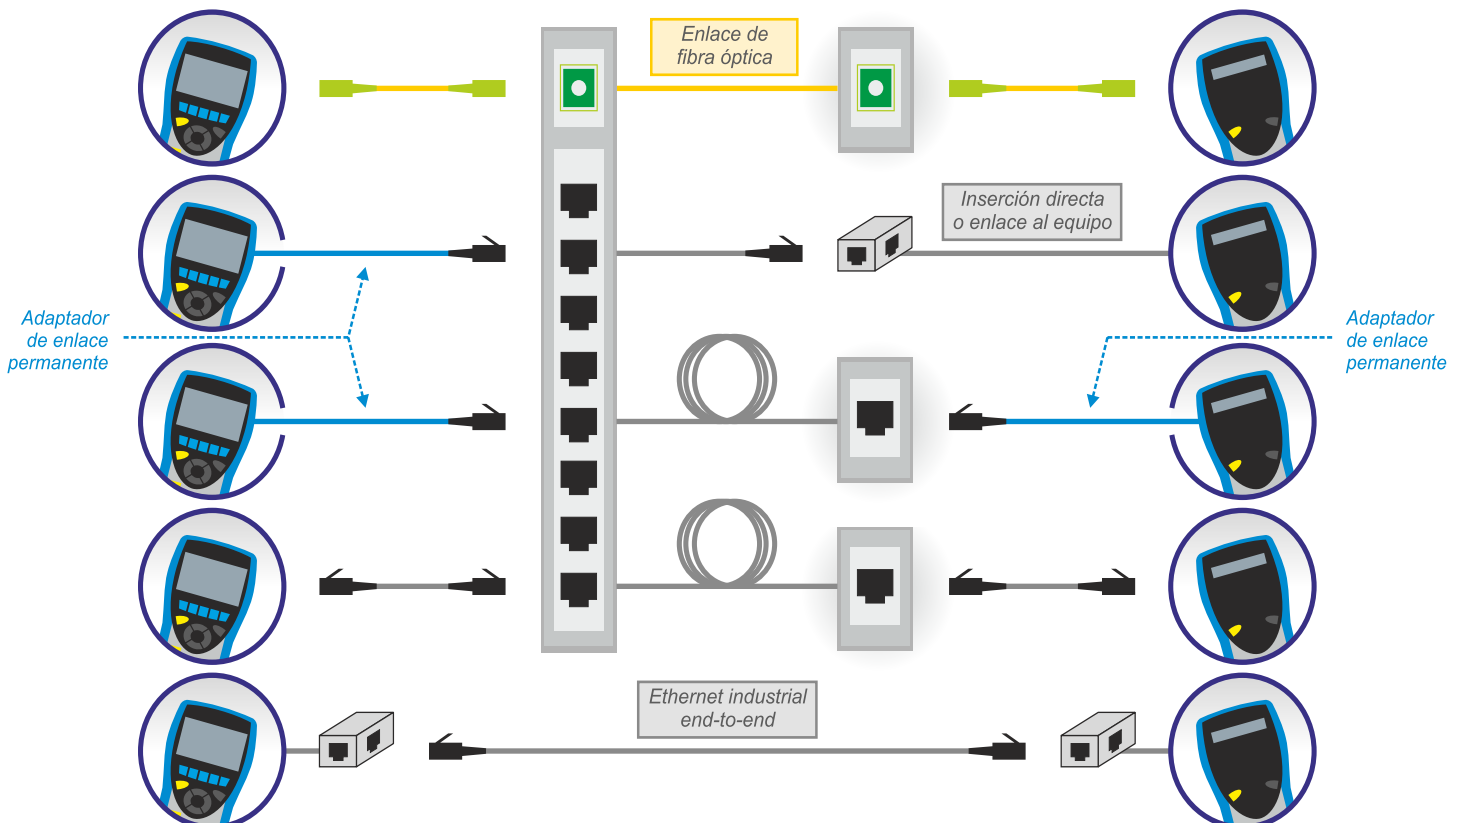 Enlace de
fibra óptica
Inserción directa
o enlace al equipo
Adaptador
de enlace
permanente
Adaptador
de enlace
permanente
Ethernet industrial
end-to-end